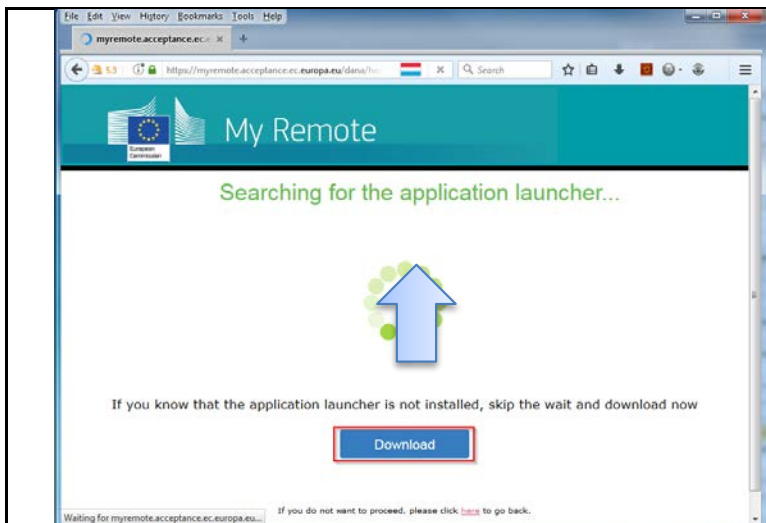 File Edit View History Bookmarks Tools Help
myremote.acceptance.ec.e
5.3 https://myremote.acceptance.ec.europa.eu/dana/ho Search
European
Commission
My Remote
Searching for the application launcher...
If you know that the application launcher is not installed, skip the wait and download now
Download
If you do not want to proceed, please click here to go back.
Waiting for myremote.acceptance.ec.europa.eu...